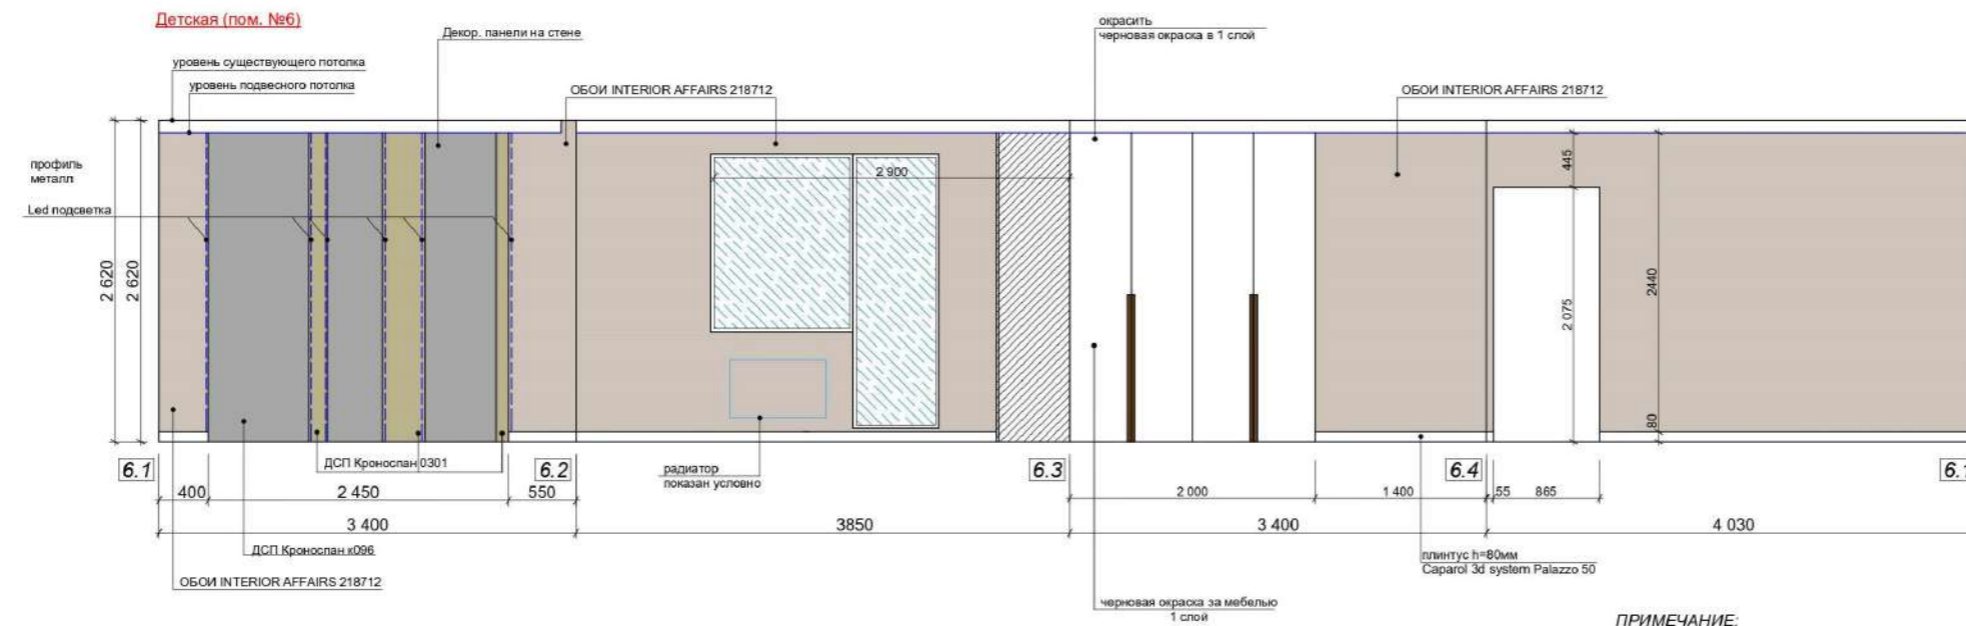 Детская (пом. №6)
Декор. панели на стене
окрасить
черновая окраска в 1 слой
уровень существующего потолка
уровень подвесного потолка
ОБОИ INTERIOR AFFAIRS 218712
ОБОИ INTERIOR AFFAIRS 218712
профиль
металл
Led подсветка
2 900
445
2 620
2 620
2 075
2440
80
6.1
ДСП Кроноспан 0301
6.2
радиатор
показан условно
6.3
6.4
6.1
400
2 450
550
2 000
1 400
55
865
3 400
3850
3 400
4 030
ДСП Кроноспан к096
плинтус h=80мм
Caparol 3d system Palazzo 50
ОБОИ INTERIOR AFFAIRS 218712
черновая окраска за мебелью
1 слой
ПРИМЕЧАНИЕ: